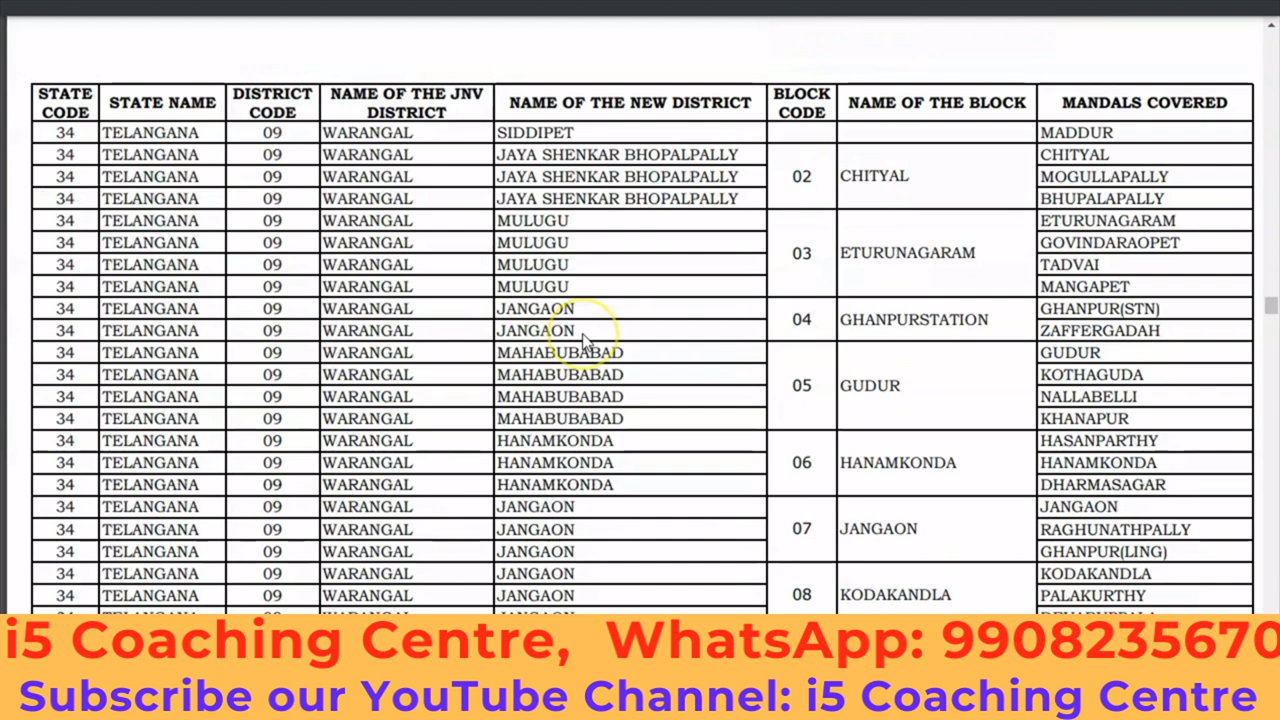 STATE CODE STATE NAME DISTRICT CODE NAME OF THE JNV DISTRICT NAME OF THE NEW DISTRICT BLOCK CODE NAME OF THE BLOCK MANDALS COVERED
34 TELANGANA 09 WARANGAL SIDDIPET MADDUR
34 TELANGANA 09 WARANGAL JAYA SHENKAR BHOPALPALLY CHITYAL
34 TELANGANA 09 WARANGAL JAYA SHENKAR BHOPALPALLY 02 CHITYAL MOGULLAPALLY
34 TELANGANA 09 WARANGAL JAYA SHENKAR BHOPALPALLY BHUPALAPALLY
34 TELANGANA 09 WARANGAL MULUGU ETURUNAGARAM
34 TELANGANA 09 WARANGAL MULUGU 03 ETURUNAGARAM GOVINDARAOPET
34 TELANGANA 09 WARANGAL MULUGU TADVAI
34 TELANGANA 09 WARANGAL MULUGU MANGAPET
34 TELANGANA 09 WARANGAL JANGAON 04 GHANPURSTATION GHANPUR(STN)
34 TELANGANA 09 WARANGAL JANGAON ZAFFERGADAH
34 TELANGANA 09 WARANGAL MAHABUBABAD GUDUR
34 TELANGANA 09 WARANGAL MAHABUBABAD 05 GUDUR KOTHAGUDA
34 TELANGANA 09 WARANGAL MAHABUBABAD NALLABELLI
34 TELANGANA 09 WARANGAL MAHABUBABAD KHANAPUR
34 TELANGANA 09 WARANGAL HANAMKONDA HASANPARTHY
34 TELANGANA 09 WARANGAL HANAMKONDA 06 HANAMKONDA HANAMKONDA
34 TELANGANA 09 WARANGAL HANAMKONDA DHARMASAGAR
34 TELANGANA 09 WARANGAL JANGAON JANGAON
34 TELANGANA 09 WARANGAL JANGAON 07 JANGAON RAGHUNATHPALLY
34 TELANGANA 09 WARANGAL JANGAON GHANPUR(LING)
34 TELANGANA 09 WARANGAL JANGAON KODAKANDLA
34 TELANGANA 09 WARANGAL JANGAON 08 KODAKANDLA PALAKURTHY
i5 Coaching Centre, WhatsApp: 9908235670
Subscribe our YouTube Channel: i5 Coaching Centre